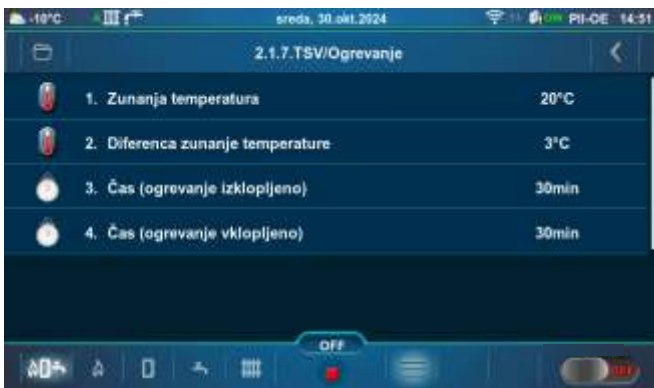 -10°C sreda, 30.okt.2024 PII-OE 14:51
2.1.7.TSV/Ogrevanje
1. Zunanja temperatura 20°C
2. Diferenca zunanje temperature 3°C
3. Čas (ogrevanje izklopljeno) 30min
4. Čas (ogrevanje vklopljeno) 30min
OFF
OFF